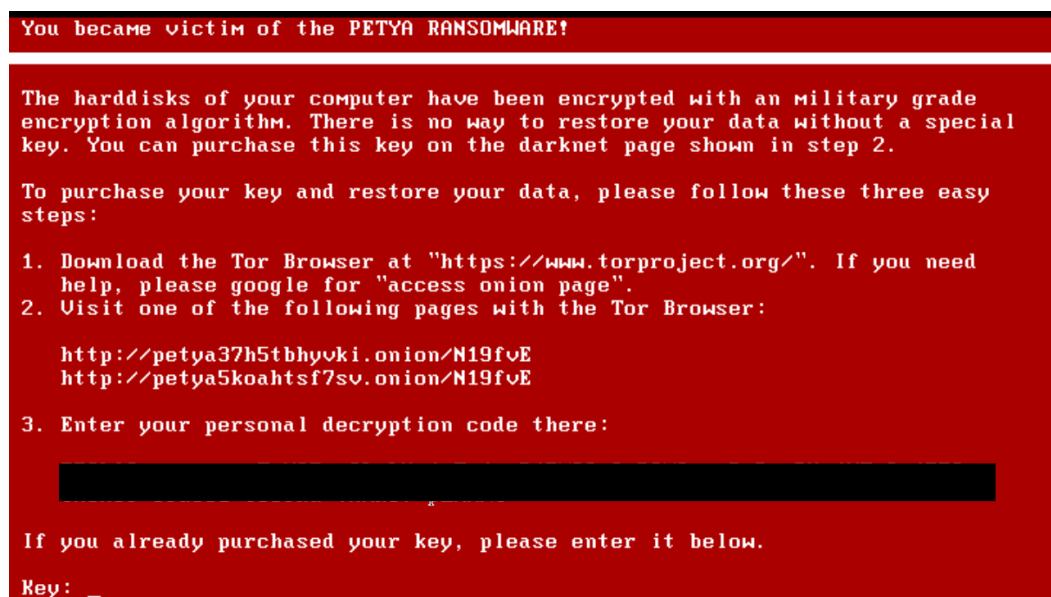 You became victim of the PETYA RANSOMWARE!
The harddisks of your computer have been encrypted with an military grade
encryption algorithm. There is no way to restore your data without a special
key. You can purchase this key on the darknet page shown in step 2.
To purchase your key and restore your data, please follow these three easy
steps:
1. Download the Tor Browser at "https://www.torproject.org/". If you need
help, please google for "access onion page".
2. Visit one of the following pages with the Tor Browser:
http://petya37h5tbhyvki.onion/N19fvE
http://petya5koahtsf7sv.onion/N19fvE
3. Enter your personal decryption code there:
If you already purchased your key, please enter it below.
Key: _